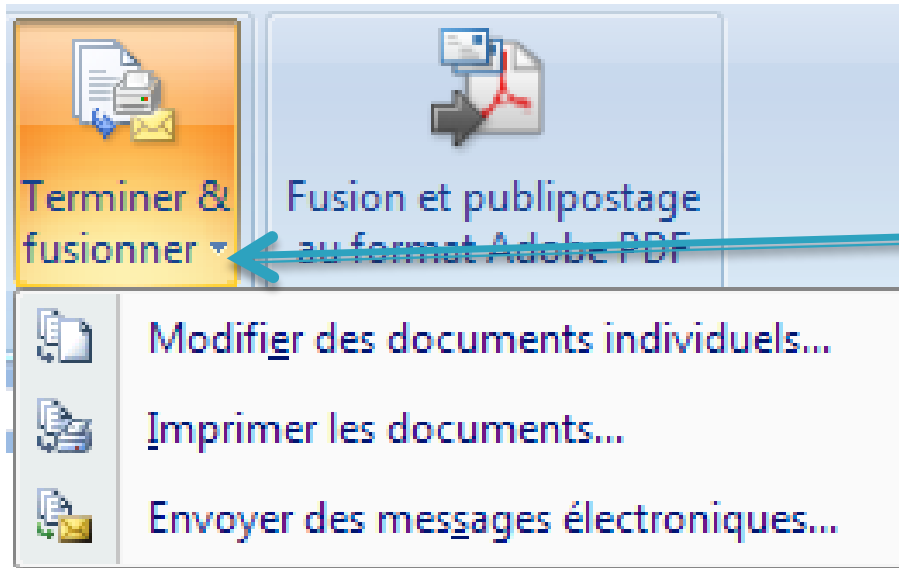 Terminer &
fusionner
Fusion et publipostage
au format Adobe PDF
Modifier des documents individuels...
Imprimer les documents...
Envoyer des messages électroniques...